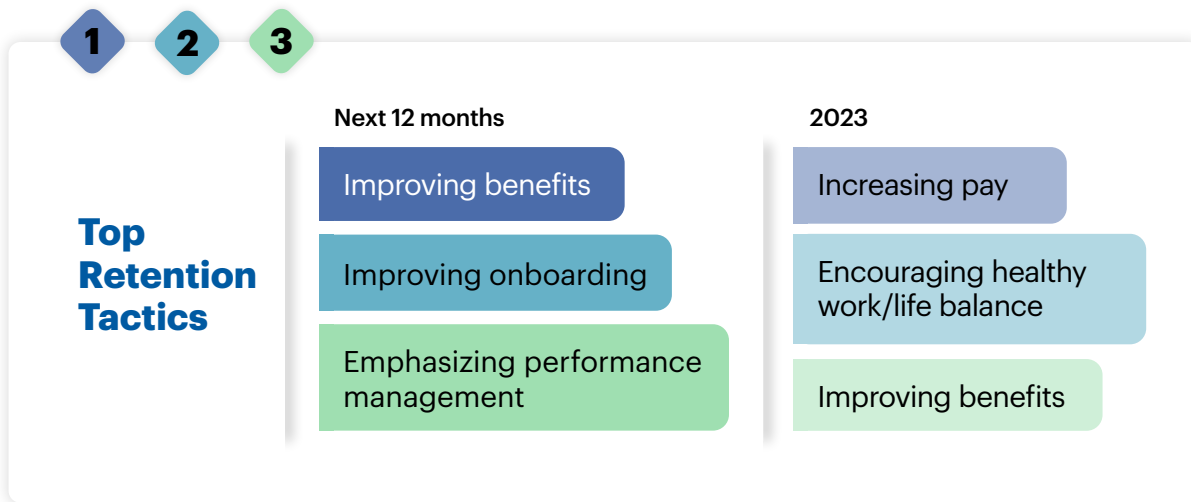 1 2 3
Top
Retention
Tactics
Next 12 months
Improving benefits
Improving onboarding
Emphasizing performance
management
2023
Increasing pay
Encouraging healthy
work/life balance
Improving benefits